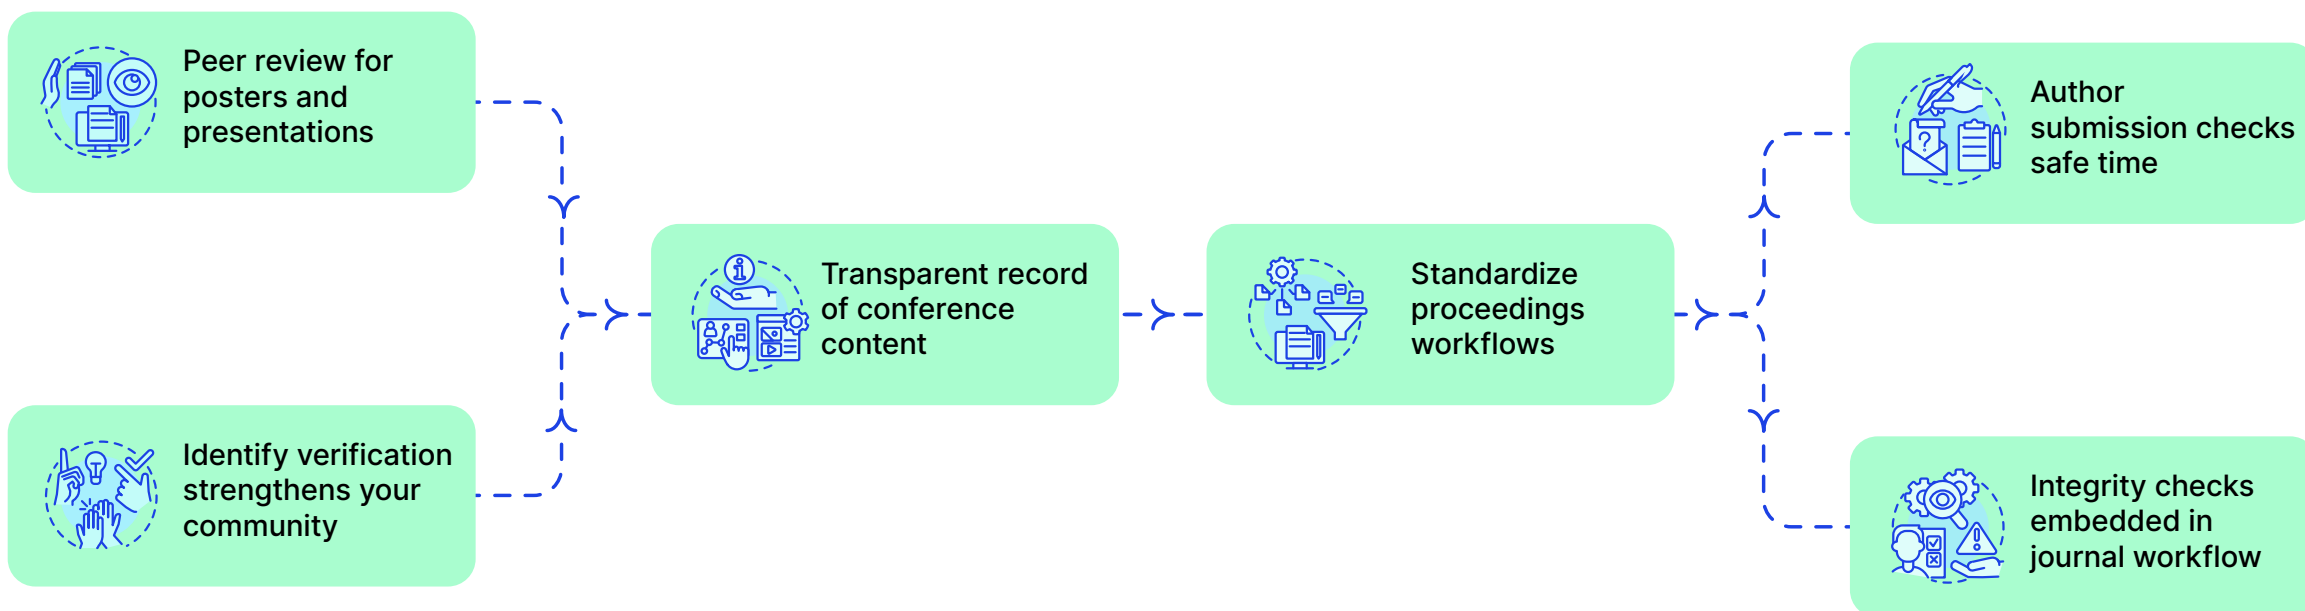 Peer review for
posters and
presentations
Identify verification
strengthens your
community
Transparent record
of conference
content
Standardize
proceedings
workflows
Author
submission checks
safe time
Integrity checks
embedded in
journal workflow